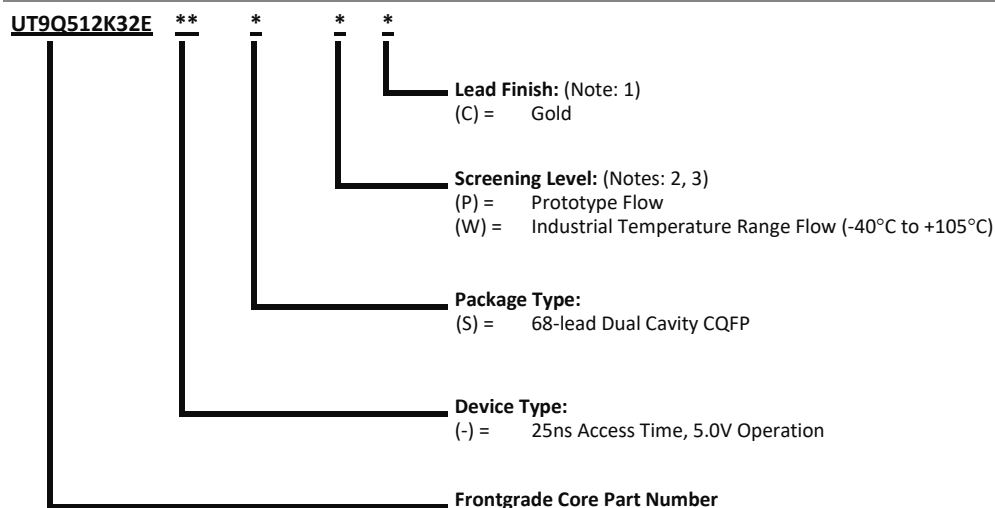 UT9Q512K32E ** * * *
Lead Finish: (Note: 1)
(C) = Gold
Screening Level: (Notes: 2, 3)
(P) = Prototype Flow
(W) = Industrial Temperature Range Flow (-40°C to +105°C)
Package Type:
(S) = 68-lead Dual Cavity CQFP
Device Type:
(-) = 25ns Access Time, 5.0V Operation
Frontgrade Core Part Number